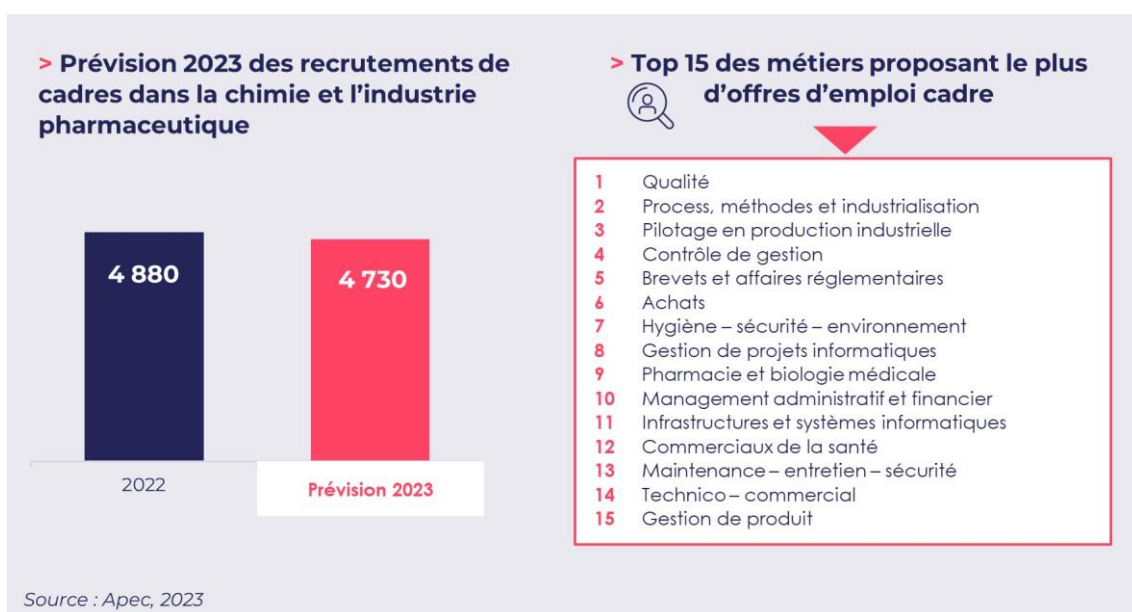 > Prévision 2023 des recrutements de
cadres dans la chimie et l'industrie
pharmaceutique
4 880
4 730
2022
Prévision 2023
> Top 15 des métiers proposant le plus
d'offres d'emploi cadre
1 Qualité
2 Process, méthodes et industrialisation
3 Pilotage en production industrielle
4 Contrôle de gestion
5 Brevets et affaires réglementaires
6 Achats
7 Hygiène – sécurité – environnement
8 Gestion de projets informatiques
9 Pharmacie et biologie médicale
10 Management administratif et financier
11 Infrastructures et systèmes informatiques
12 Commerciaux de la santé
13 Maintenance – entretien – sécurité
14 Technico – commercial
15 Gestion de produit
Source : Apec, 2023